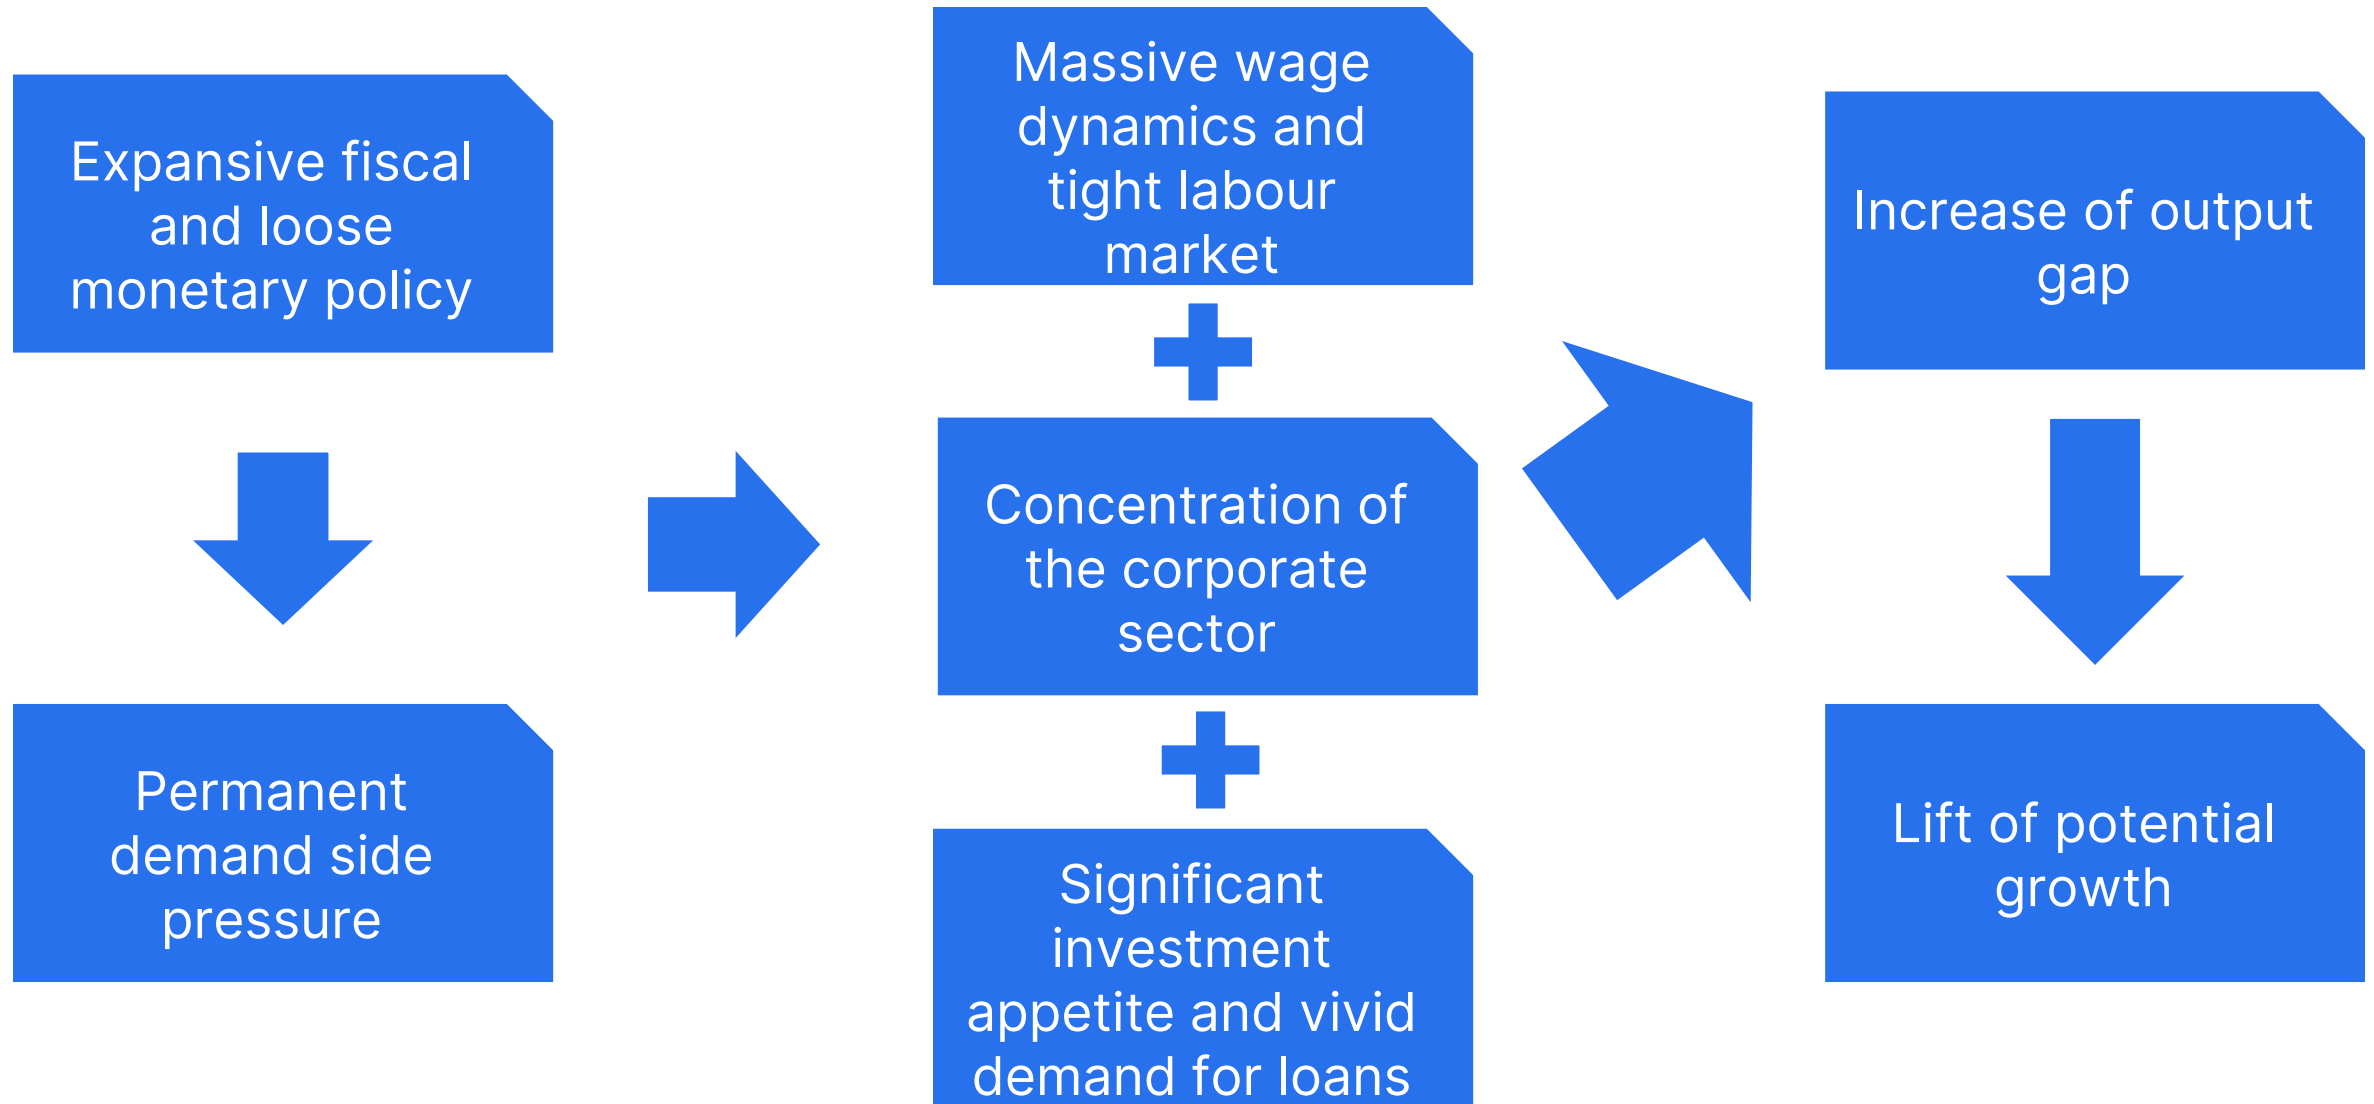 Expansive fiscal
and loose
monetary policy
Permanent
demand side
pressure
Massive wage
dynamics and
tight labour
market
Concentration of
the corporate
sector
Significant
investment
appetite and vivid
demand for loans
Increase of output
gap
Lift of potential
growth